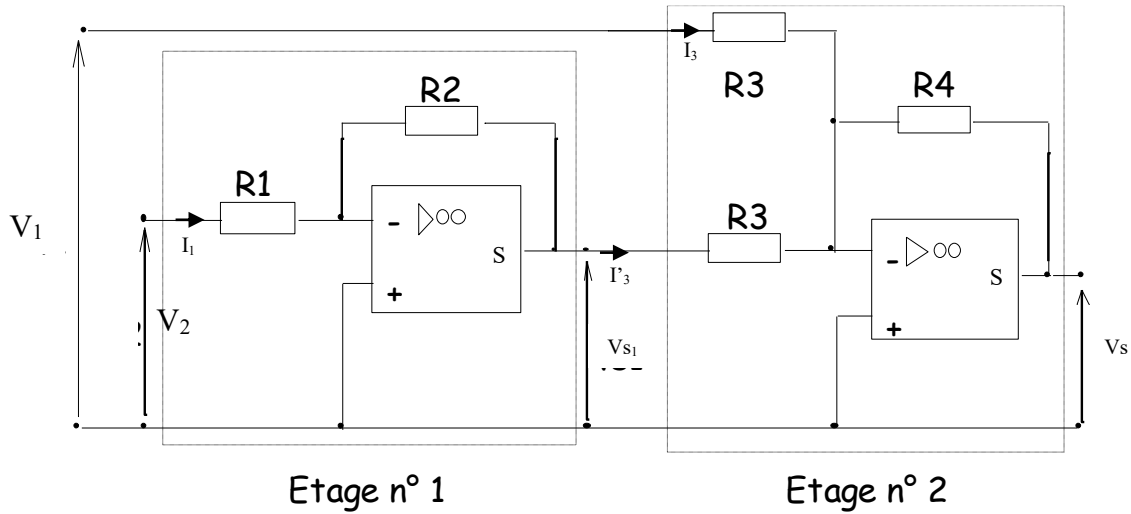 I3
R3
R4
R2
R1
- ▷∞
S
+
V1
I1
V2
R3
- ▷∞
S
+
I'3
Vs1
Vs
Etage n° 1
Etage n° 2